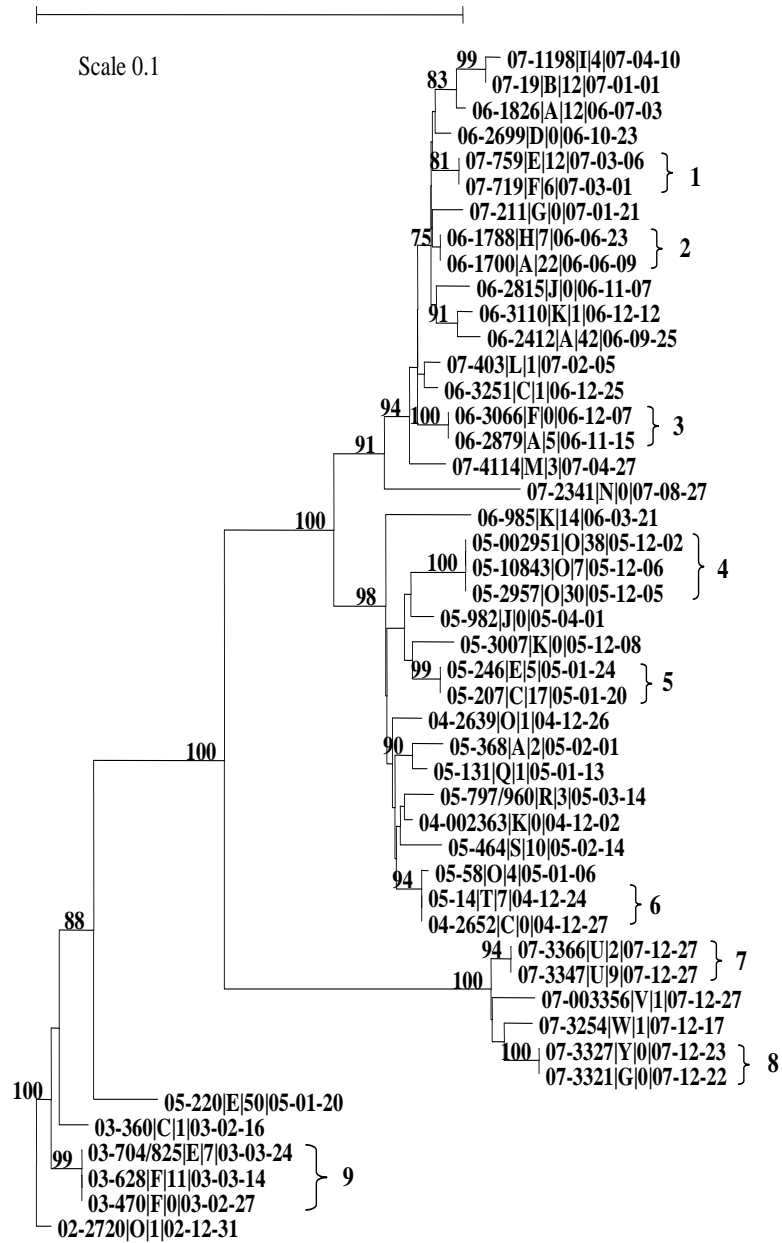 Scale 0.1
99 07-1198|I|4|07-04-10
83 07-19|B|12|07-01-01
06-1826|A|12|06-07-03
06-2699|D|0|06-10-23
81 07-759|E|12|07-03-06
07-719|F|6|07-03-01 1
07-211|G|0|07-01-21
75 06-1788|H|7|06-06-23
06-1700|A|22|06-06-09 2
06-2815|J|0|06-11-07
91 06-3110|K|1|06-12-12
06-2412|A|42|06-09-25
07-403|L|1|07-02-05
06-3251|C|1|06-12-25
94 100 06-3066|F|0|06-12-07
06-2879|A|5|06-11-15 3
91 07-4114|M|3|07-04-27
07-2341|N|0|07-08-27
100 06-985|K|14|06-03-21
05-002951|O|38|05-12-02
100 05-10843|O|7|05-12-06 4
98 05-2957|O|30|05-12-05
05-982|J|0|05-04-01
05-3007|K|0|05-12-08
99 05-246|E|5|05-01-24
05-207|C|17|05-01-20 5
04-2639|O|1|04-12-26
90 05-368|A|2|05-02-01
100 05-131|Q|1|05-01-13
05-797/960|R|3|05-03-14
04-002363|K|0|04-12-02
05-464|S|10|05-02-14
94 05-58|O|4|05-01-06
05-14|T|7|04-12-24 6
88 04-2652|C|0|04-12-27
94 07-3366|U|2|07-12-27 7
100 07-3347|U|9|07-12-27
07-003356|V|1|07-12-27
07-3254|W|1|07-12-17
100 07-3327|Y|0|07-12-23 8
07-3321|G|0|07-12-22
100 05-220|E|50|05-01-20
03-360|C|1|03-02-16
99 03-704/825|E|7|03-03-24
03-628|F|11|03-03-14 9
03-470|F|0|03-02-27
02-2720|O|1|02-12-31